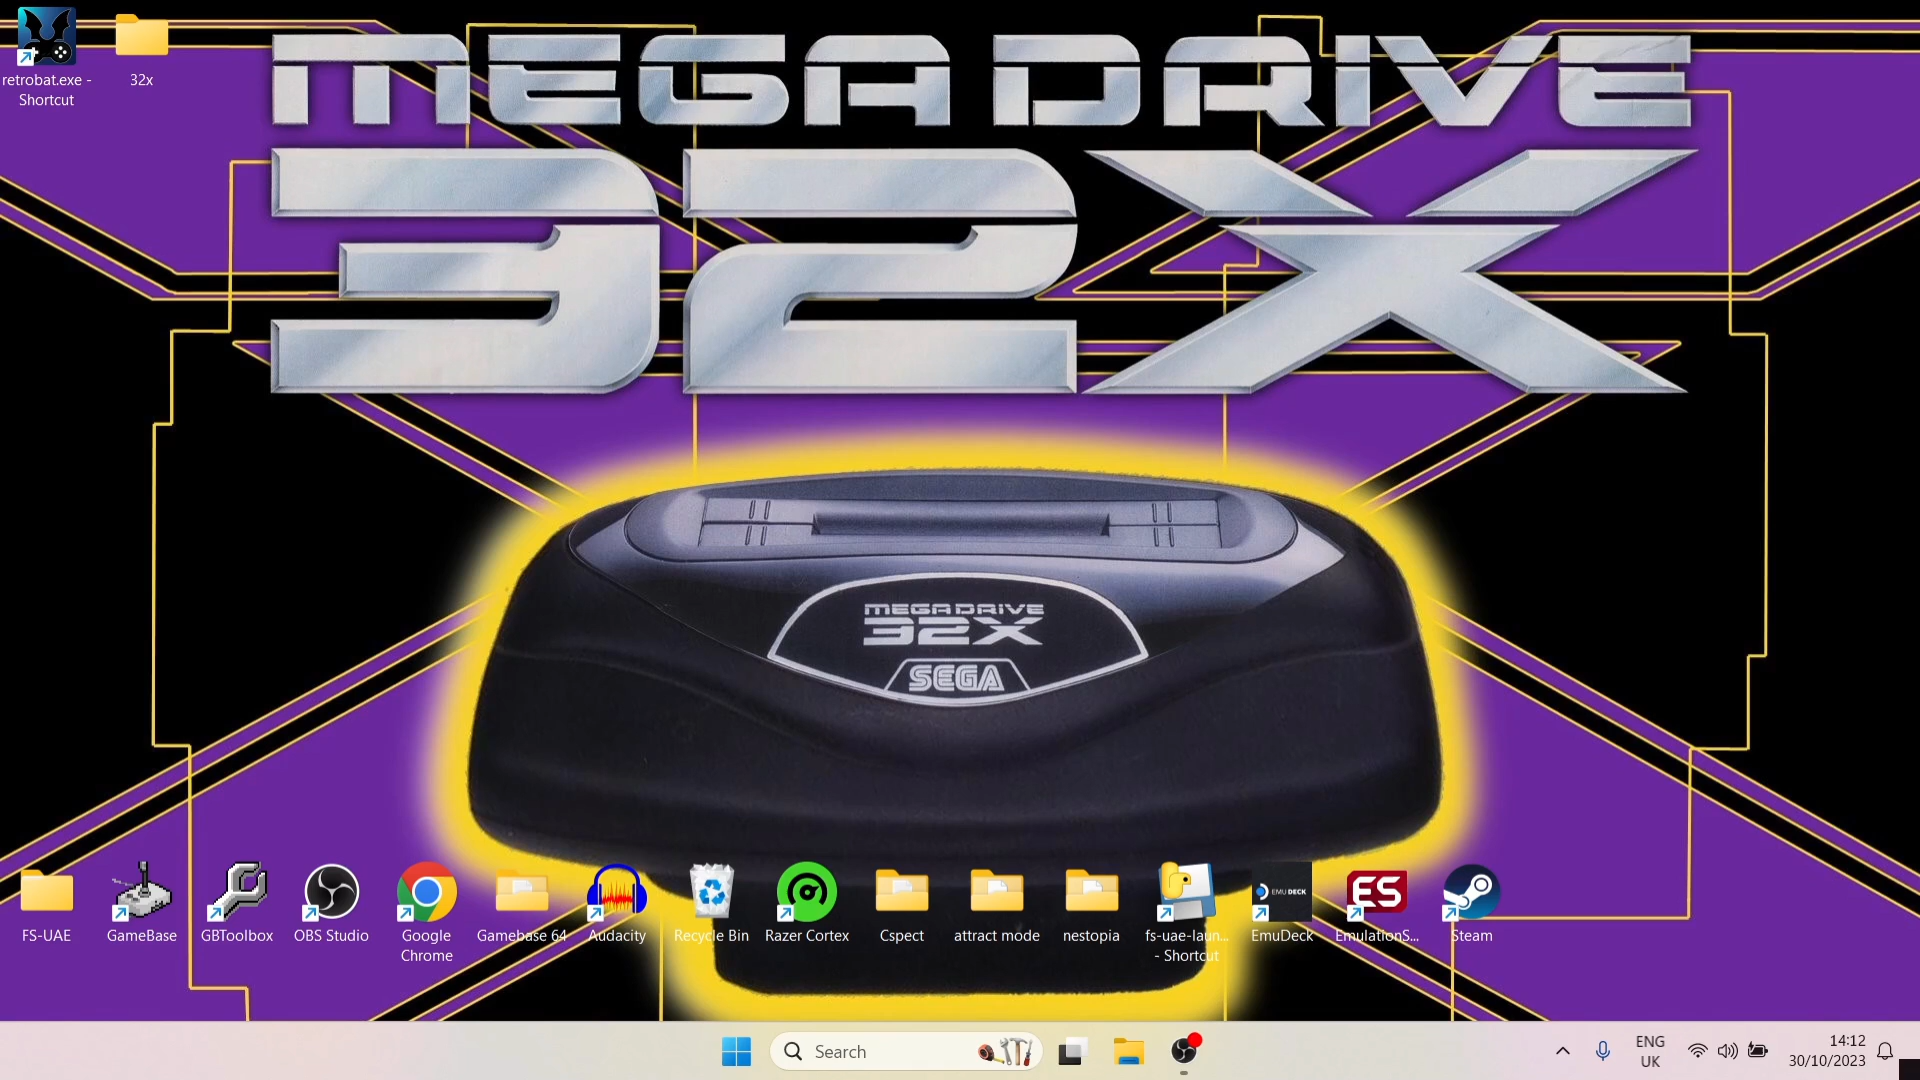 MEGA DRIVE
32X
retrobat.exe -
Shortcut
32x
MEGA DRIVE
32X
SEGA
FS-UAE
GameBase
GBToolbox
OBS Studio
Google
Chrome
Gamebase 64
Audacity
Recycle Bin
Razer Cortex
Cspect
attract mode
nestopia
fs-uae-laun...
- Shortcut
EMU DECK
EmuDeck
ES
EmulationS...
Steam
Search
ENG
UK
14:12
30/10/2023